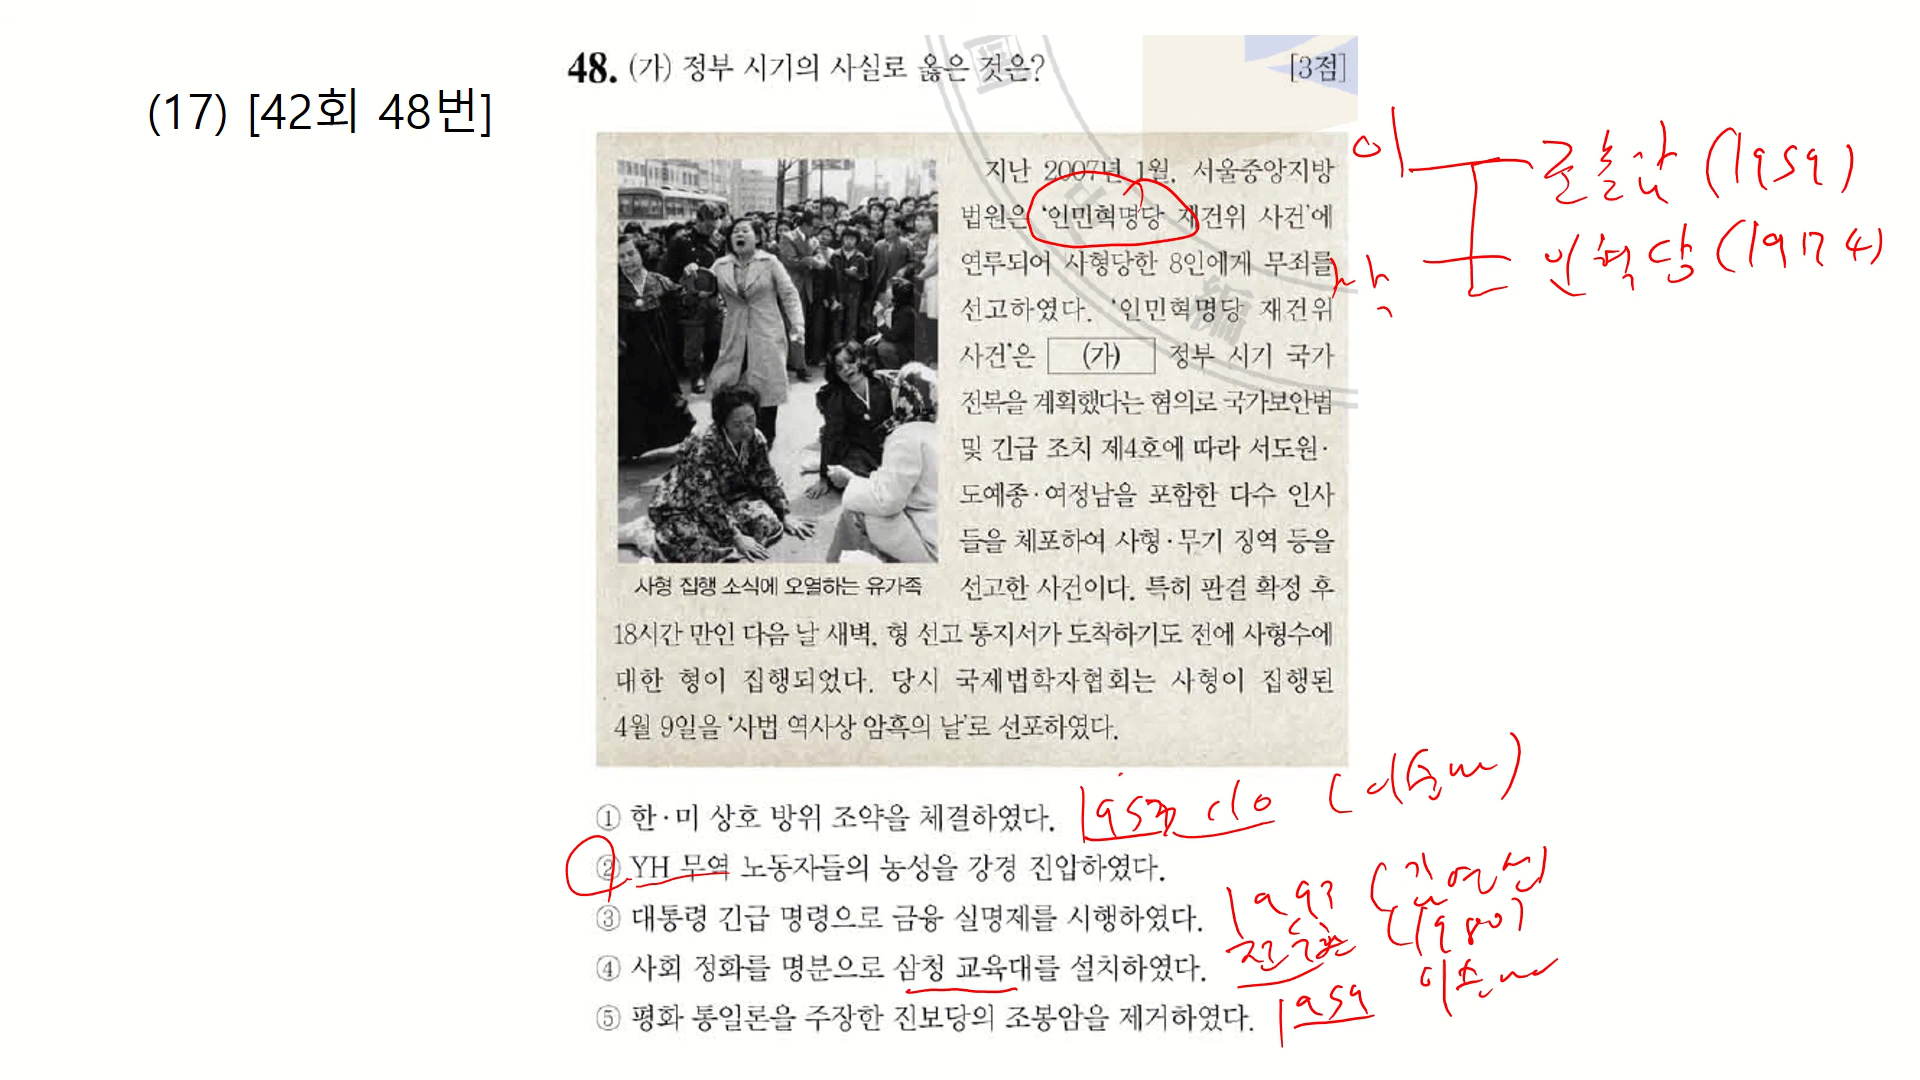 (17) [42회 48번]
48. (가) 정부 시기의 사실로 옳은 것은? [3점]
지난 2007년 1월, 서울중앙지방
법원은 '인민혁명당 재건위 사건'에
연루되어 사형당한 8인에게 무죄를
선고하였다. '인민혁명당 재건위
사건'은 (가) 정부 시기 국가
전복을 계획했다는 혐의로 국가보안법
및 긴급 조치 제4호에 따라 서도원·
도예종·여정남을 포함한 다수 인사
들을 체포하여 사형·무기 징역 등을
선고한 사건이다. 특히 판결 확정 후
사형 집행 소식에 오열하는 유가족
18시간 만인 다음 날 새벽, 형 선고 통지서가 도착하기도 전에 사형수에
대한 형이 집행되었다. 당시 국제법학자협회는 사형이 집행된
4월 9일을 '사법 역사상 암흑의 날'로 선포하였다.
① 한·미 상호 방위 조약을 체결하였다.
② YH 무역 노동자들의 농성을 강경 진압하였다.
③ 대통령 긴급 명령으로 금융 실명제를 시행하였다.
④ 사회 정화를 명분으로 삼청 교육대를 설치하였다.
⑤ 평화 통일론을 주장한 진보당의 조봉암을 제거하였다.
이
(1959)
박
인혁당 (1974)
1953
10
1993 (김영삼)
(1980)
1959
編